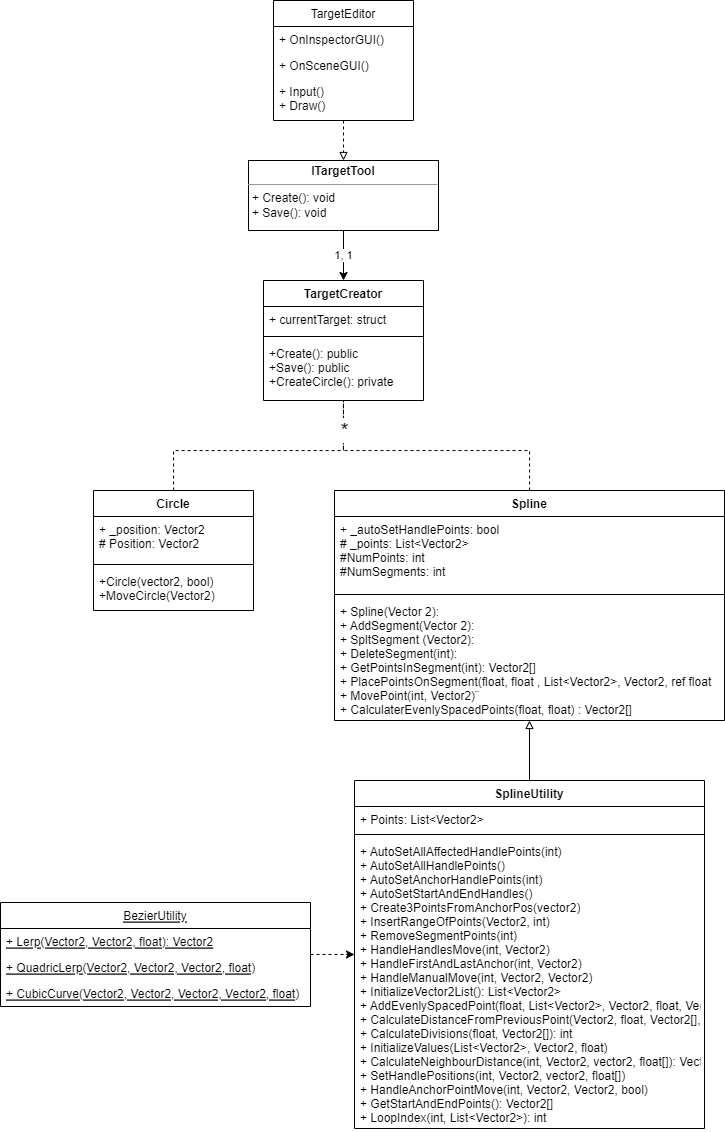 TargetEditor
+ OnInspectorGUI()
+ OnSceneGUI()
+ Input()
+ Draw()
ITargetTool
+ Create(): void
+ Save(): void
1, 1
TargetCreator
+ currentTarget: struct
+Create(): public
+Save(): public
+CreateCircle(): private
*
Circle
+ _position: Vector2
# Position: Vector2
+Circle(vector2, bool)
+MoveCircle(Vector2)
Spline
+ _autoSetHandlePoints: bool
# _points: List<Vector2>
#NumPoints: int
#NumSegments: int
+ Spline(Vector 2):
+ AddSegment(Vector 2):
+ SpltSegment (Vector2):
+ DeleteSegment(int):
+ GetPointsInSegment(int): Vector2[]
+ PlacePointsOnSegment(float, float , List<Vector2>, Vector2, ref float
+ MovePoint(int, Vector2)¨
+ CalculaterEvenlySpacedPoints(float, float) : Vector2[]
SplineUtility
+ Points: List<Vector2>
+ AutoSetAllAffectedHandlePoints(int)
+ AutoSetAllHandlePoints()
+ AutoSetAnchorHandlePoints(int)
+ AutoSetStartAndEndHandles()
+ Create3PointsFromAnchorPos(vector2)
+ InsertRangeOfPoints(Vector2, int)
+ RemoveSegmentPoints(int)
+ HandleHandlesMove(int, Vector2)
+ HandleFirstAndLastAnchor(int, Vector2)
+ HandleManualMove(int, Vector2, Vector2)
+ InitializeVector2List(): List<Vector2>
+ AddEvenlySpacedPoint(float, List<Vector2>, Vector2, float, Ve
+ CalculateDistanceFromPreviousPoint(Vector2, float, Vector2[],
+ CalculateDivisions(float, Vector2[]): int
+ InitializeValues(List<Vector2>, Vector2, float)
+ CalculateNeighbourDistance(int, Vector2, vector2, float[]): Vect
+ SetHandlePositions(int, Vector2, vector2, float[])
+ HandleAnchorPointMove(int, Vector2, Vector2, bool)
+ GetStartAndEndPoints(): Vector2[]
+ LoopIndex(int, List<Vector2>): int
BezierUtility
+ Lerp(Vector2, Vector2, float): Vector2
+ QuadricLerp(Vector2, Vector2, Vector2, float)
+ CubicCurve(Vector2, Vector2, Vector2, Vector2, float)